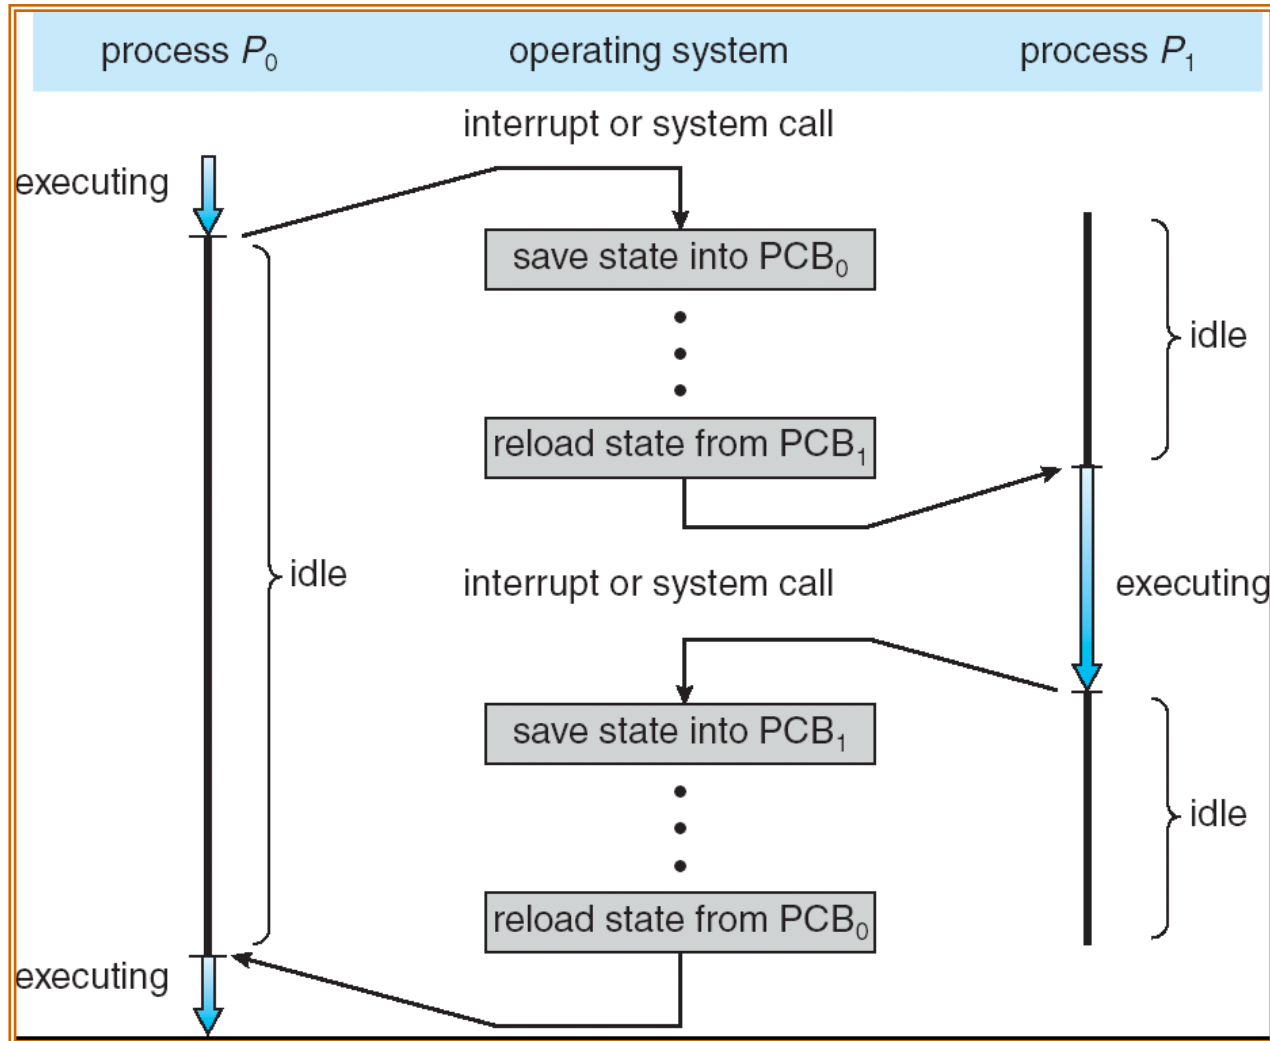 process P₀ operating system process P₁
interrupt or system call
executing
save state into PCB₀
idle
reload state from PCB₁
idle
interrupt or system call
executing
save state into PCB₁
idle
reload state from PCB₀
executing